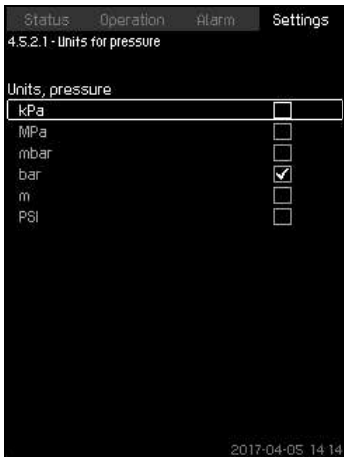 Status Operation Alarm Settings
4.5.2.1 - Units for pressure
Units, pressure
kPa
MPa
mbar
bar
m
PSI
2017-04-05 14:14